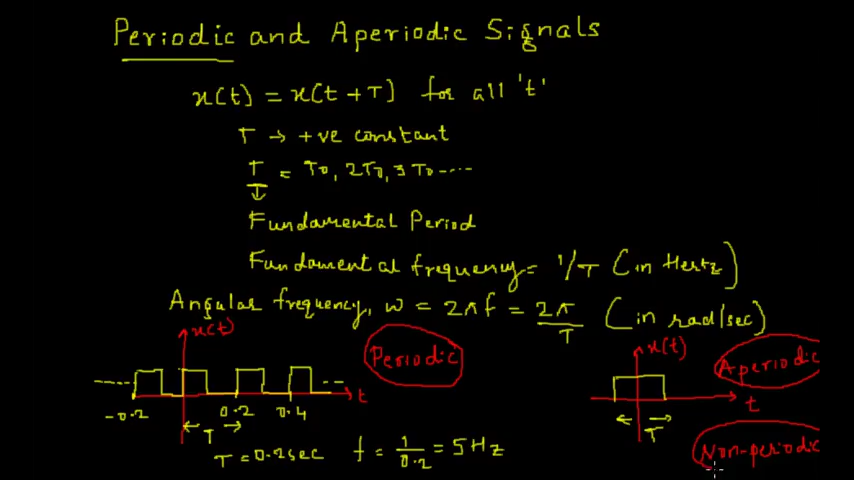 Periodic and Aperiodic Signals
x(t) = x(t + T) for all 't'
T → +ve constant
T = T0, 2T0, 3T0 ----
Fundamental Period
Fundamental frequency = 1/T (in Hertz)
Angular frequency, ω = 2πf = 2π/T (in rad/sec)
x(t)
Periodic
t
-0.2
0.2
0.4
T
T = 0.2sec f = 1/0.2 = 5Hz
x(t)
Aperiodic
t
T
Non-periodic